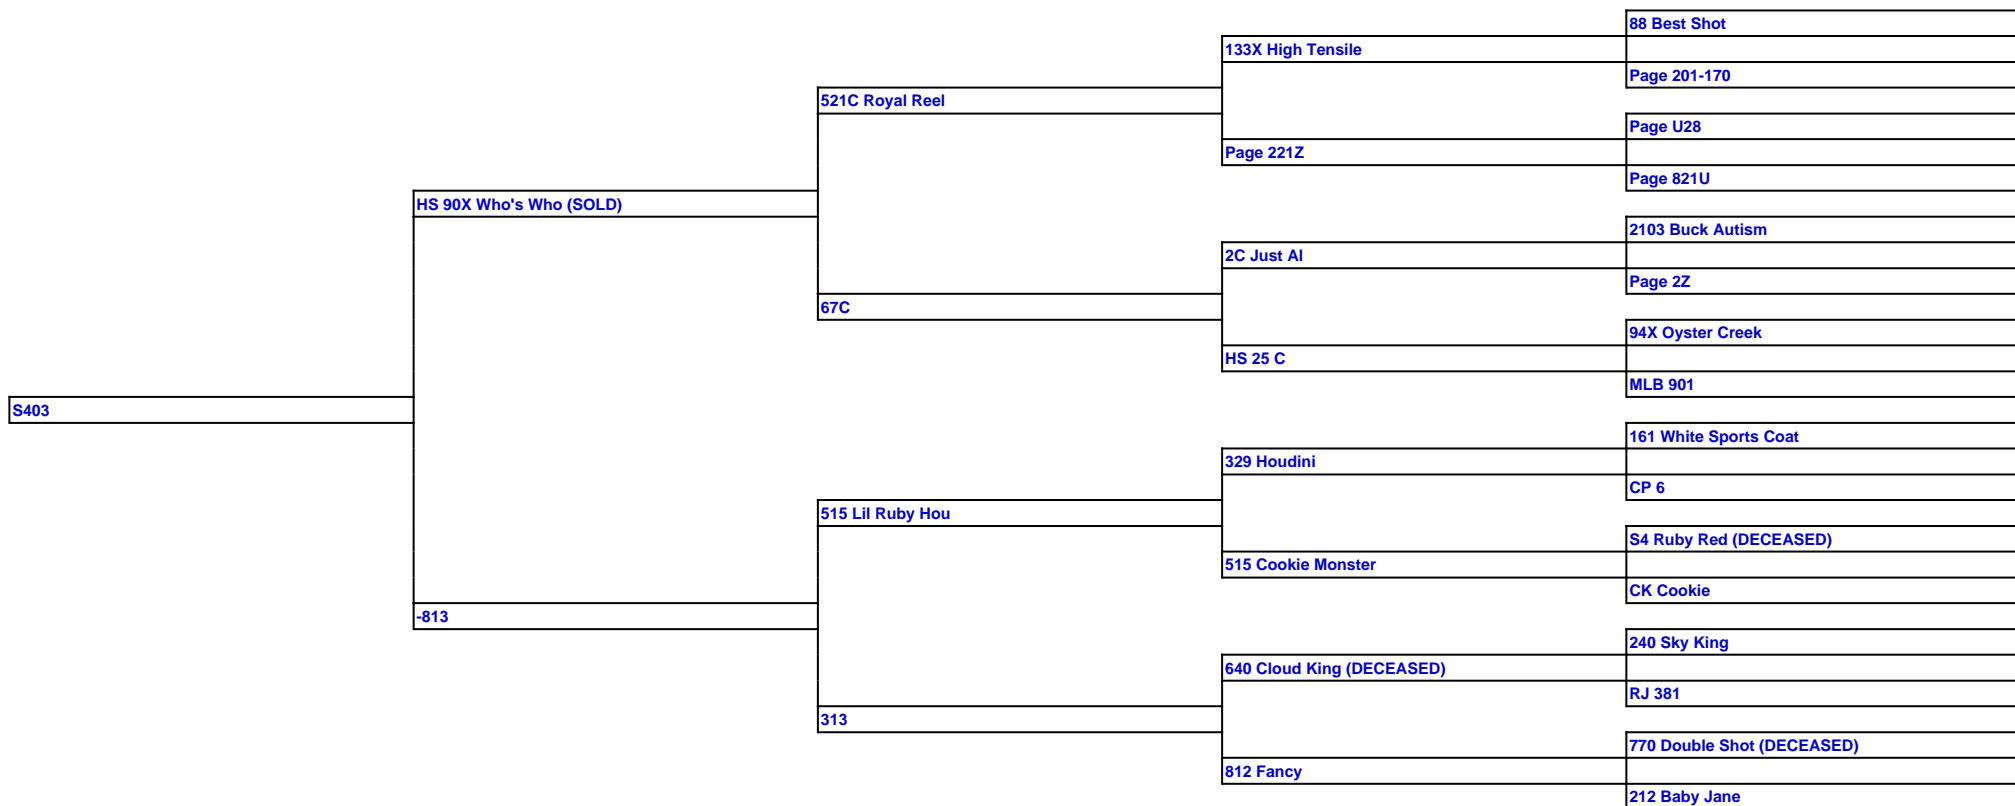 88 Best Shot
133X High Tensile
Page 201-170
521C Royal Reel
Page U28
Page 221Z
Page 821U
HS 90X Who's Who (SOLD)
2103 Buck Autism
2C Just Al
Page 2Z
67C
94X Oyster Creek
HS 25 C
MLB 901
S403
161 White Sports Coat
329 Houdini
CP 6
515 Lil Ruby Hou
S4 Ruby Red (DECEASED)
515 Cookie Monster
CK Cookie
-813
240 Sky King
640 Cloud King (DECEASED)
RJ 381
313
770 Double Shot (DECEASED)
812 Fancy
212 Baby Jane